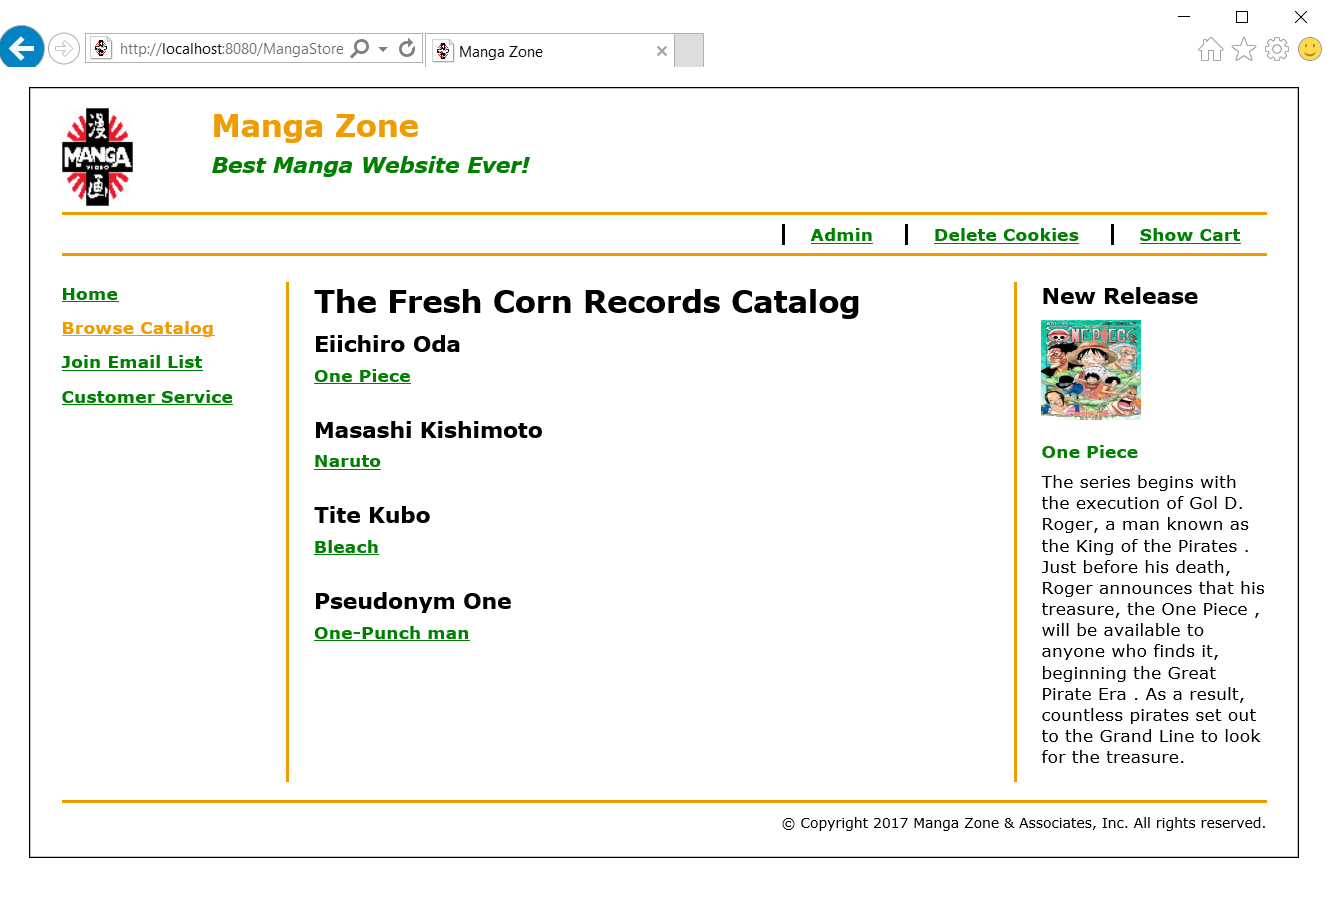 http://localhost:8080/MangaStore
Manga Zone
漫
MANGA
VIDEO
画
Manga Zone
Best Manga Website Ever!
Admin
Delete Cookies
Show Cart
Home
Browse Catalog
Join Email List
Customer Service
The Fresh Corn Records Catalog
Eiichiro Oda
One Piece
Masashi Kishimoto
Naruto
Tite Kubo
Bleach
Pseudonym One
One-Punch man
New Release
ONE PIECE
One Piece
The series begins with
the execution of Gol D.
Roger, a man known as
the King of the Pirates .
Just before his death,
Roger announces that his
treasure, the One Piece ,
will be available to
anyone who finds it,
beginning the Great
Pirate Era . As a result,
countless pirates set out
to the Grand Line to look
for the treasure.
© Copyright 2017 Manga Zone & Associates, Inc. All rights reserved.